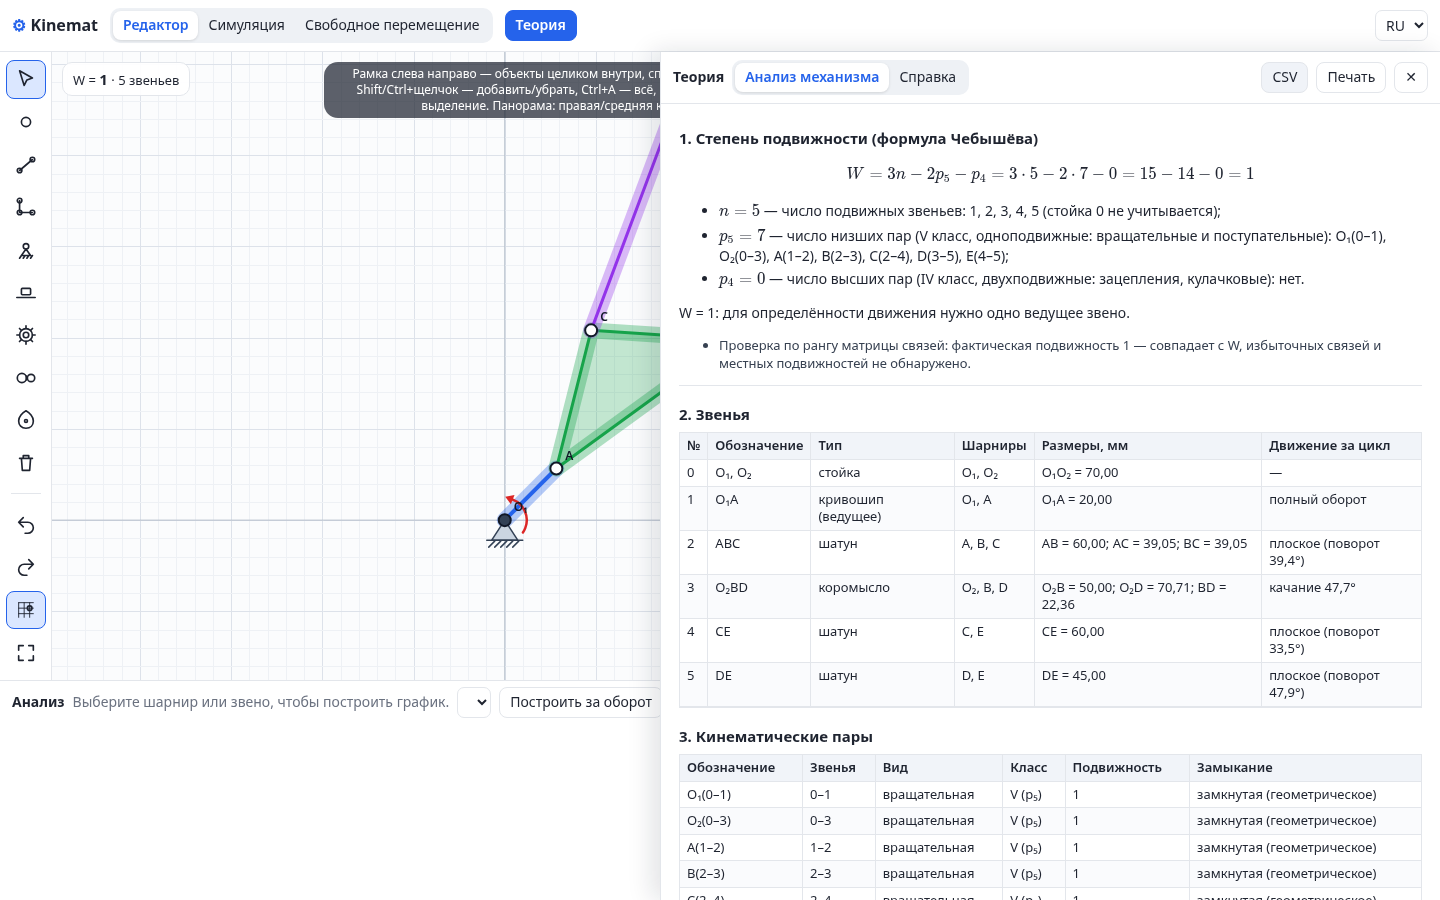 Kinemat
Редактор
Симуляция
Свободное перемещение
Теория
RU
W = 1 · 5 звеньев
Рамка слева направо — объекты целиком внутри, сп
Shift/Ctrl+щелчок — добавить/убрать, Ctrl+A — всё,
выделение. Панорама: правая/средняя к
C
A
Анализ
Выберите шарнир или звено, чтобы построить график.
Построить за оборот
Теория
Анализ механизма
Справка
CSV
Печать
×
1. Степень подвижности (формула Чебышёва)
W = 3n − 2p₅ − p₄ = 3 · 5 − 2 · 7 − 0 = 15 − 14 − 0 = 1
n = 5 — число подвижных звеньев: 1, 2, 3, 4, 5 (стойка 0 не учитывается);
p₅ = 7 — число низших пар (V класс, одноподвижные: вращательные и поступательные): O₁(0–1),
O₂(0–3), A(1–2), B(2–3), C(2–4), D(3–5), E(4–5);
p₄ = 0 — число высших пар (IV класс, двухподвижные: зацепления, кулачковые): нет.
W = 1: для определённости движения нужно одно ведущее звено.
Проверка по рангу матрицы связей: фактическая подвижность 1 — совпадает с W, избыточных связей и
местных подвижностей не обнаружено.
2. Звенья
№ Обозначение Тип Шарниры Размеры, мм Движение за цикл
0 O₁, O₂ стойка O₁, O₂ O₁O₂ = 70,00 —
1 O₁A кривошип (ведущее) O₁, A O₁A = 20,00 полный оборот
2 ABC шатун A, B, C AB = 60,00; AC = 39,05; BC = 39,05 плоское (поворот 39,4°)
3 O₂BD коромысло O₂, B, D O₂B = 50,00; O₂D = 70,71; BD = 22,36 качание 47,7°
4 CE шатун C, E CE = 60,00 плоское (поворот 33,5°)
5 DE шатун D, E DE = 45,00 плоское (поворот 47,9°)
3. Кинематические пары
Обозначение Звенья Вид Класс Подвижность Замыкание
O₁(0–1) 0–1 вращательная V (p₅) 1 замкнутая (геометрическое)
O₂(0–3) 0–3 вращательная V (p₅) 1 замкнутая (геометрическое)
A(1–2) 1–2 вращательная V (p₅) 1 замкнутая (геометрическое)
B(2–3) 2–3 вращательная V (p₅) 1 замкнутая (геометрическое)